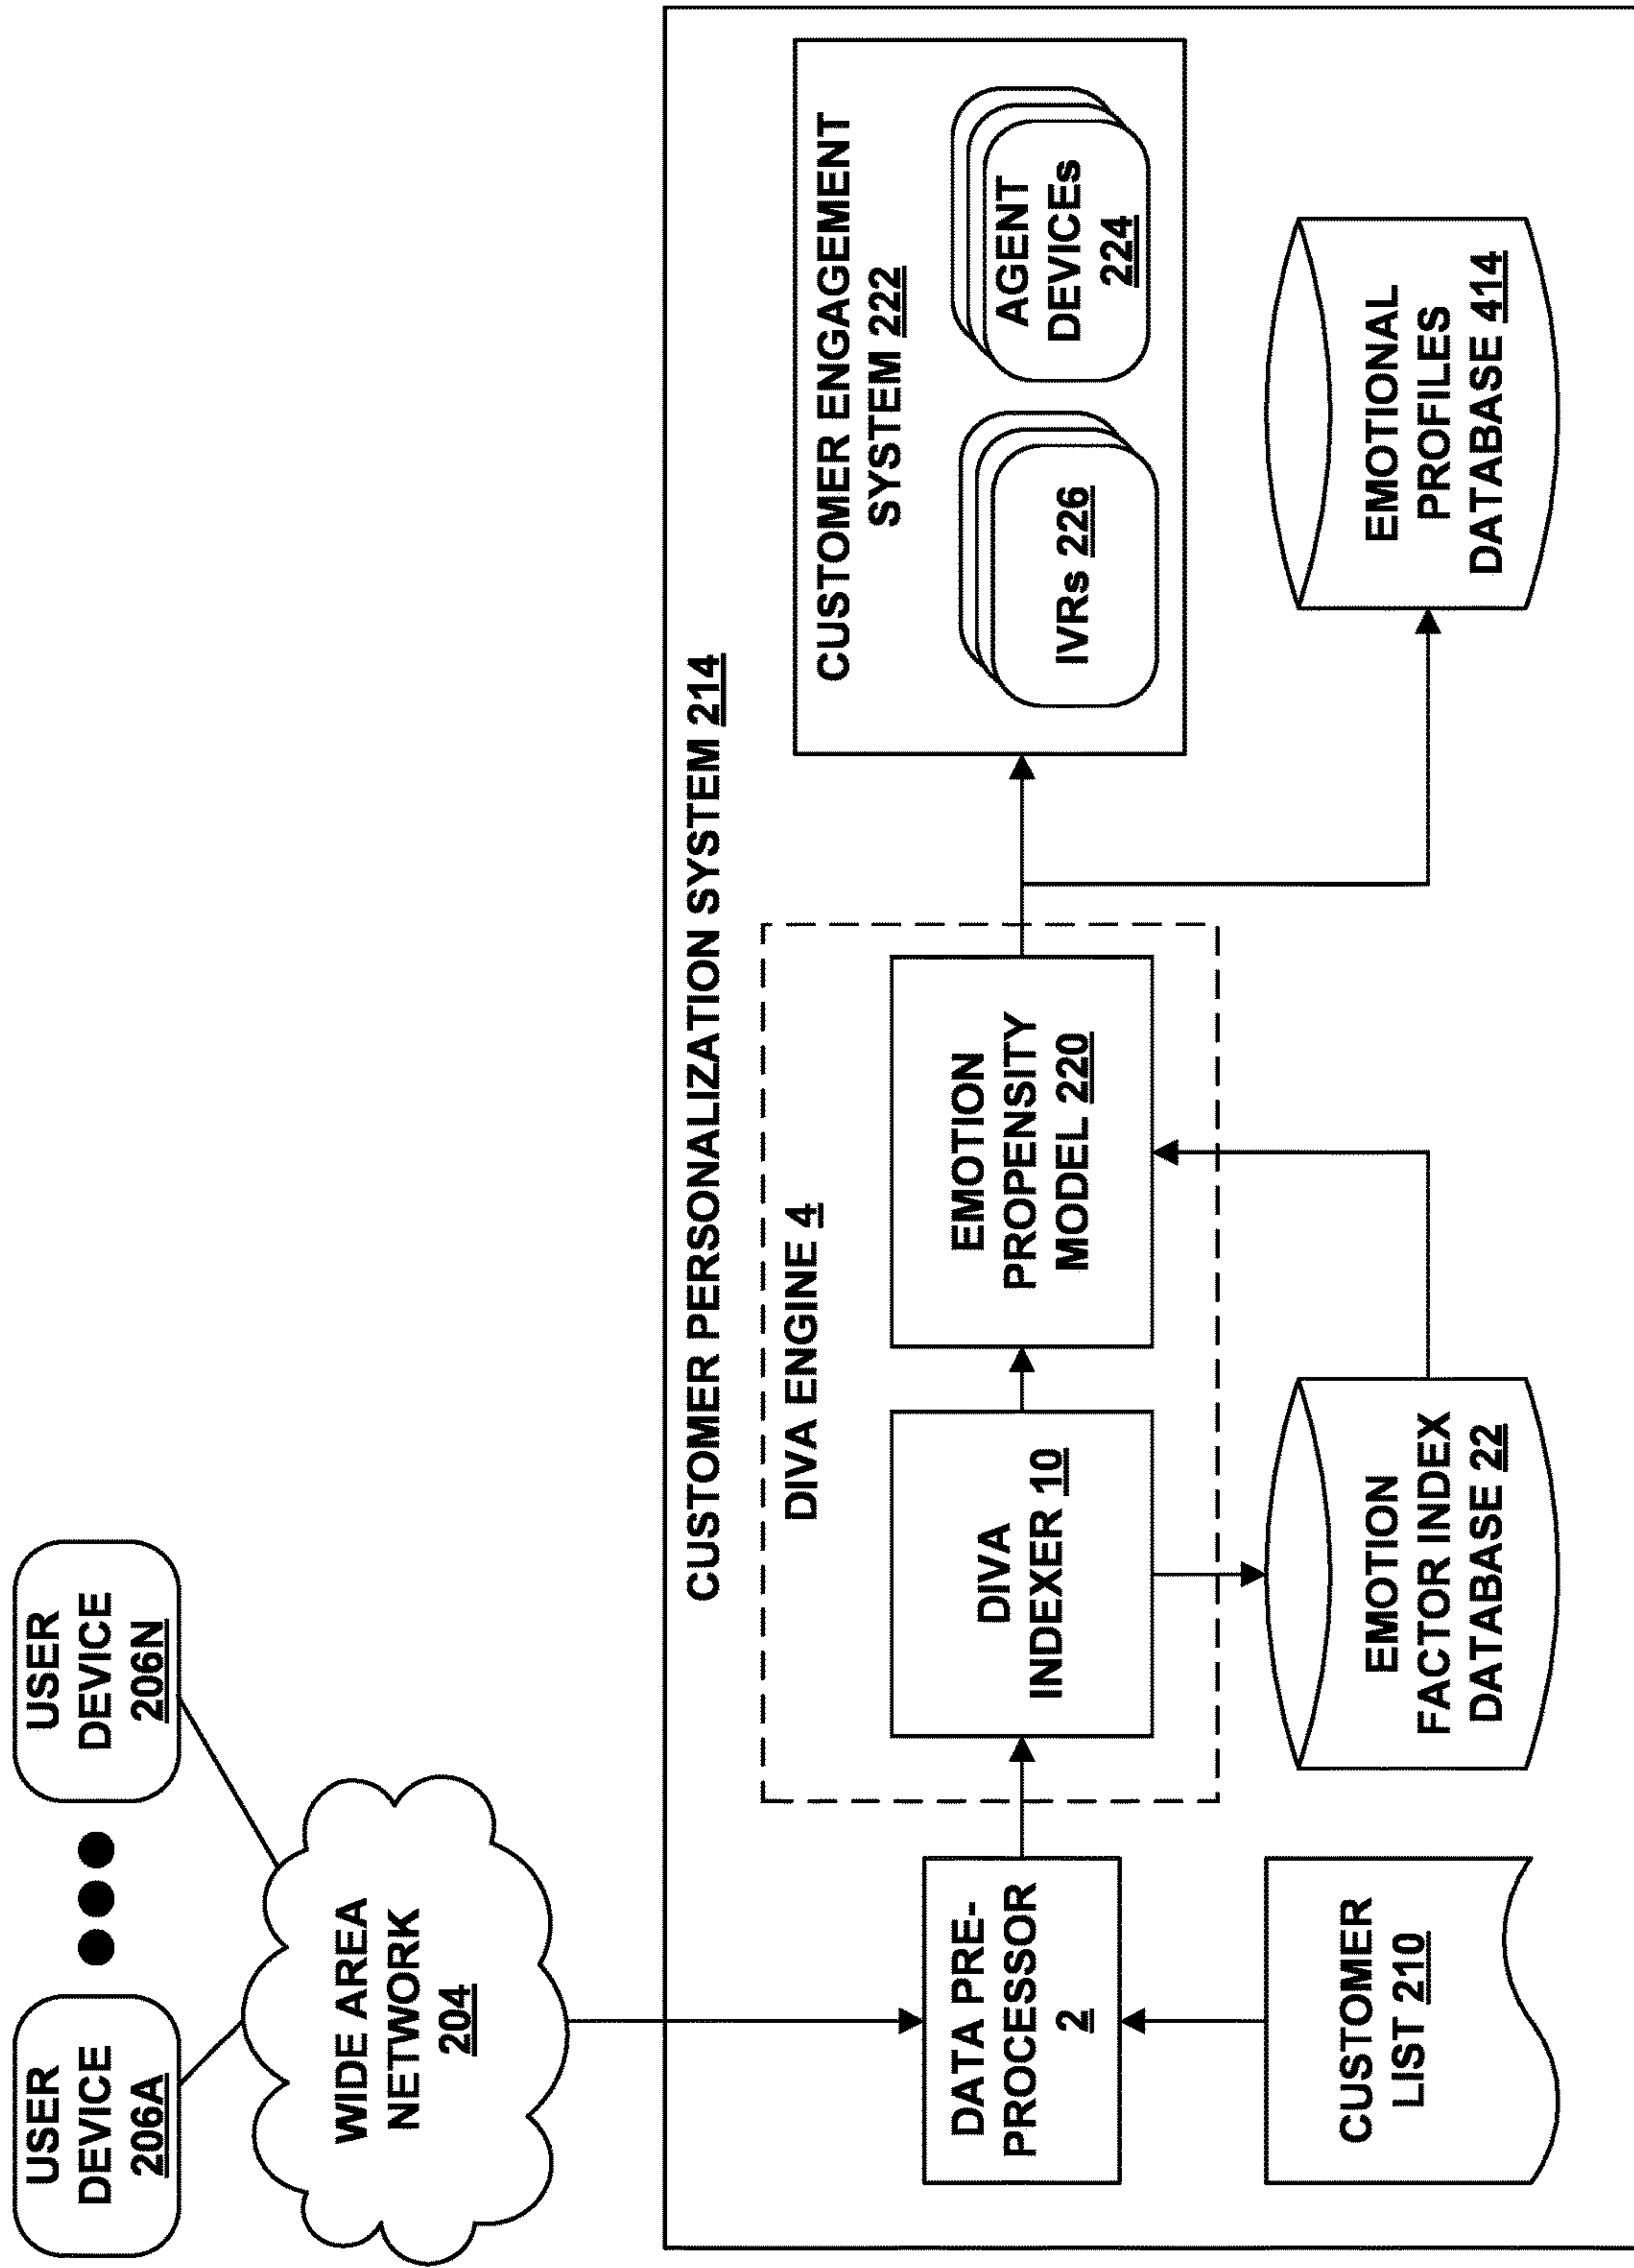 USER
DEVICE
206A
USER
DEVICE
206N
WIDE AREA
NETWORK
204
CUSTOMER PERSONALIZATION SYSTEM 214
DIVA ENGINE 4
DATA PRE-
PROCESSOR
2
DIVA
INDEXER 10
EMOTION
PROPENSITY
MODEL 220
CUSTOMER ENGAGEMENT
SYSTEM 222
IVRs 226
AGENT
DEVICEs
224
CUSTOMER
LIST 210
EMOTION
FACTOR INDEX
DATABASE 22
EMOTIONAL
PROFILES
DATABASE 414